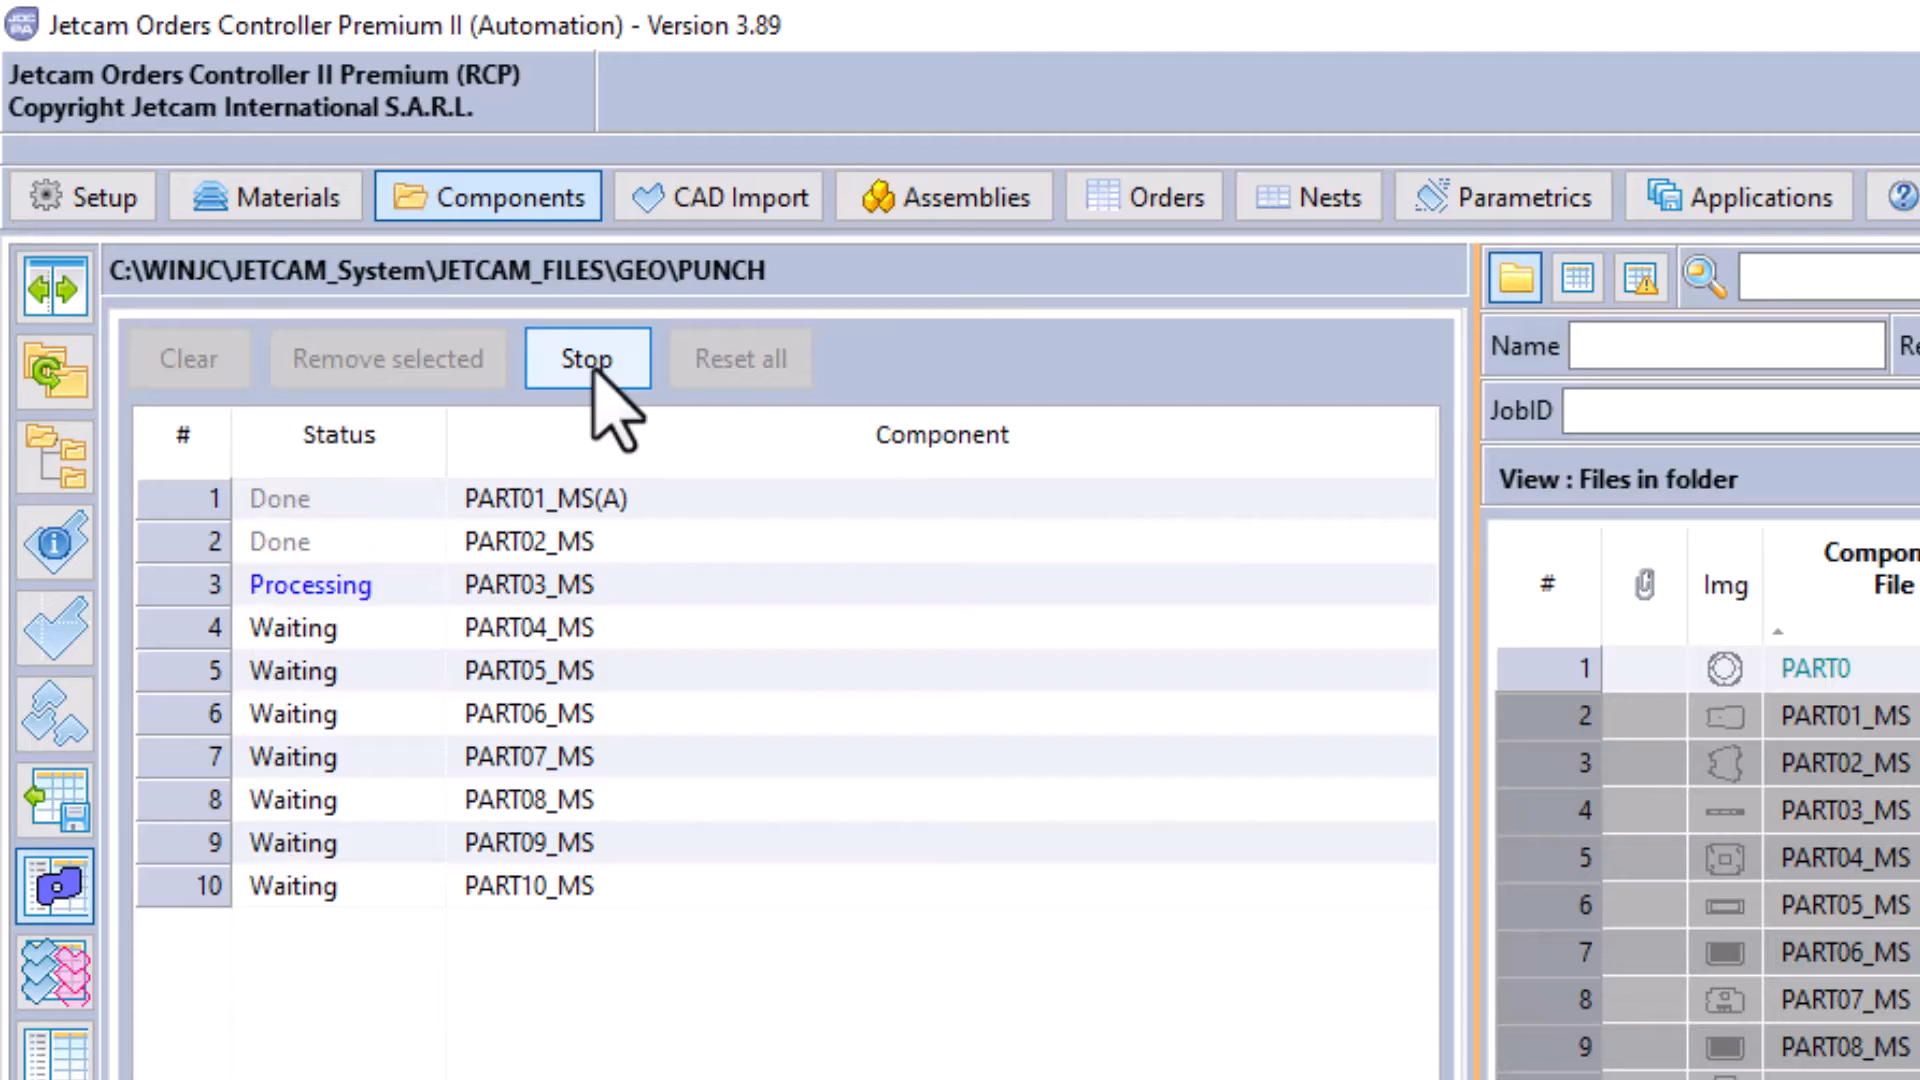 Jetcam Orders Controller Premium II (Automation) - Version 3.89
Jetcam Orders Controller II Premium (RCP)
Copyright Jetcam International S.A.R.L.
Setup Materials Components CAD Import Assemblies Orders Nests Parametrics Applications
C:\WINJC\JETCAM_System\JETCAM_FILES\GEO\PUNCH
Clear Remove selected Stop Reset all
# Status Component
1 Done PART01_MS(A)
2 Done PART02_MS
3 Processing PART03_MS
4 Waiting PART04_MS
5 Waiting PART05_MS
6 Waiting PART06_MS
7 Waiting PART07_MS
8 Waiting PART08_MS
9 Waiting PART09_MS
10 Waiting PART10_MS
Name Re
JobID
View : Files in folder
# Img Compon
File
1 PART0
2 PART01_MS
3 PART02_MS
4 PART03_MS
5 PART04_MS
6 PART05_MS
7 PART06_MS
8 PART07_MS
9 PART08_MS